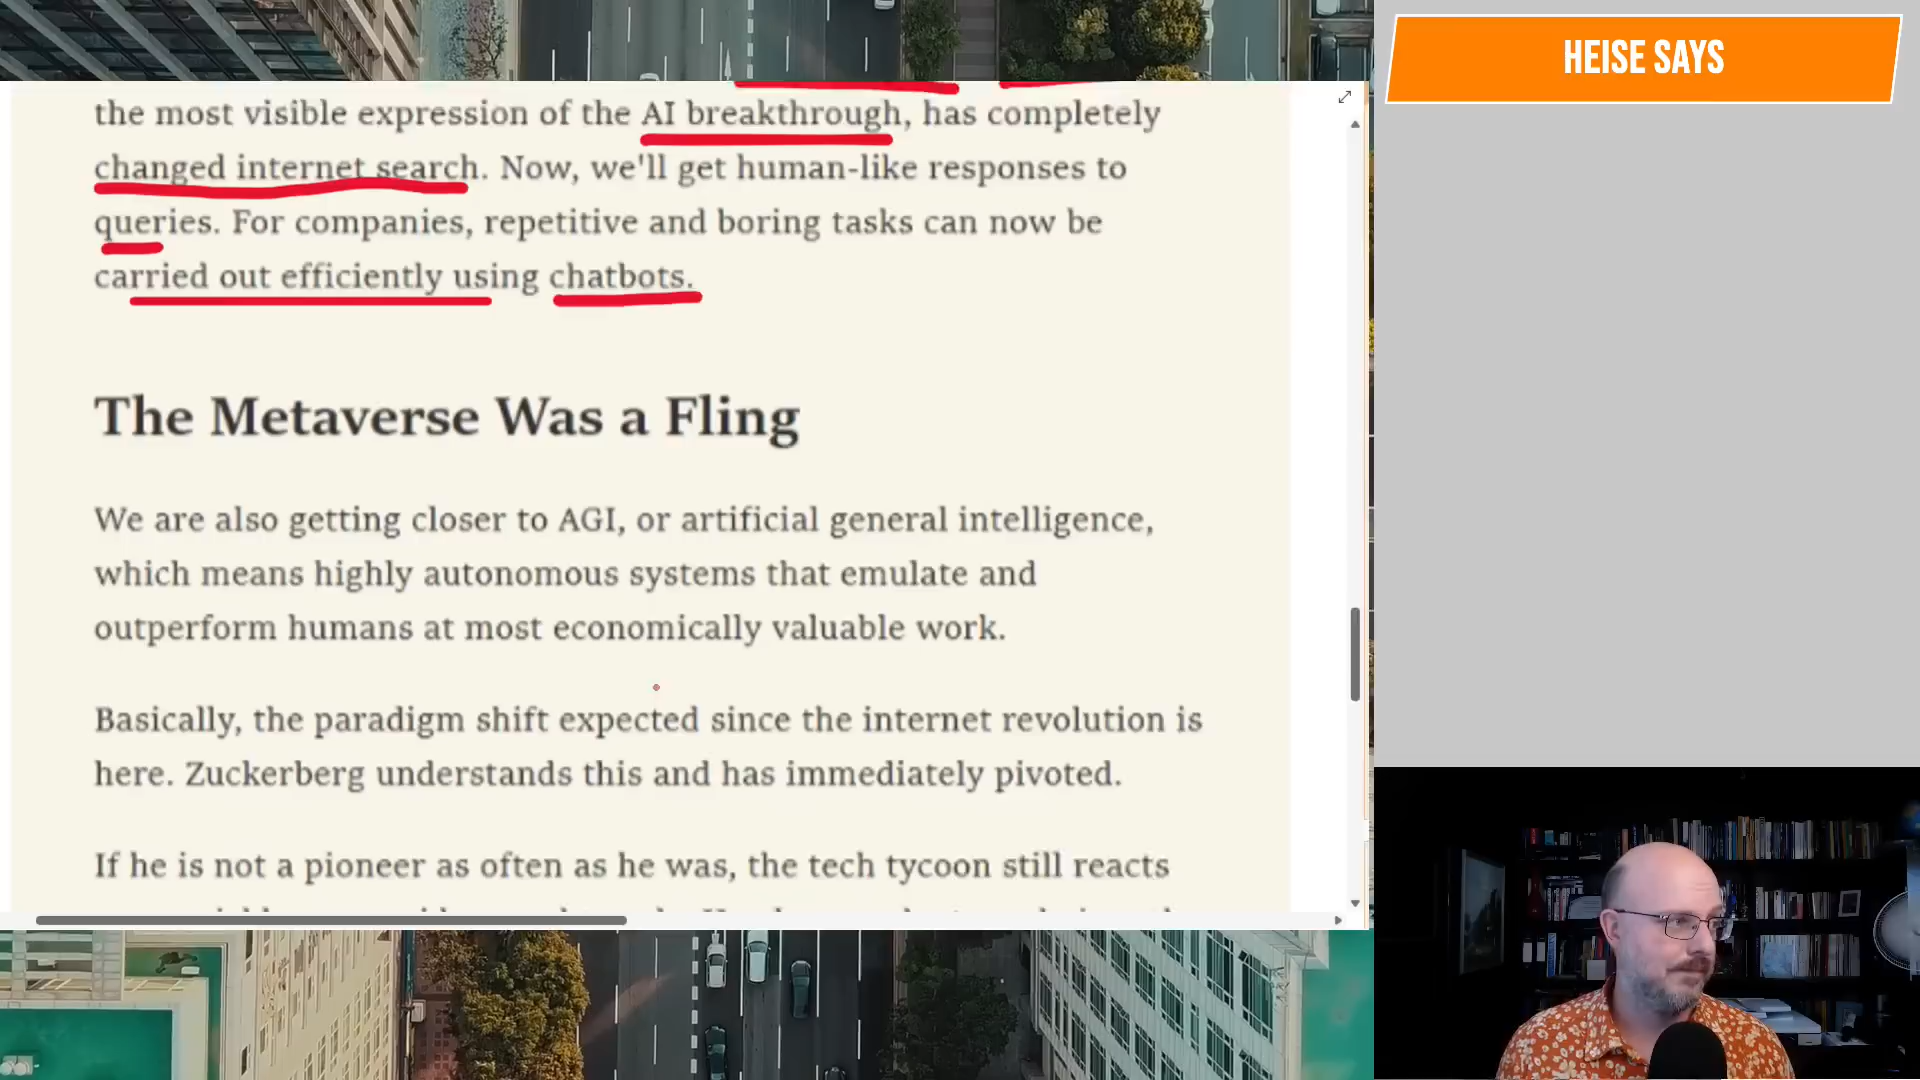 HEISE SAYS
the most visible expression of the AI breakthrough, has completely
changed internet search. Now, we'll get human-like responses to
queries. For companies, repetitive and boring tasks can now be
carried out efficiently using chatbots.
The Metaverse Was a Fling
We are also getting closer to AGI, or artificial general intelligence,
which means highly autonomous systems that emulate and
outperform humans at most economically valuable work.
Basically, the paradigm shift expected since the internet revolution is
here. Zuckerberg understands this and has immediately pivoted.
If he is not a pioneer as often as he was, the tech tycoon still reacts